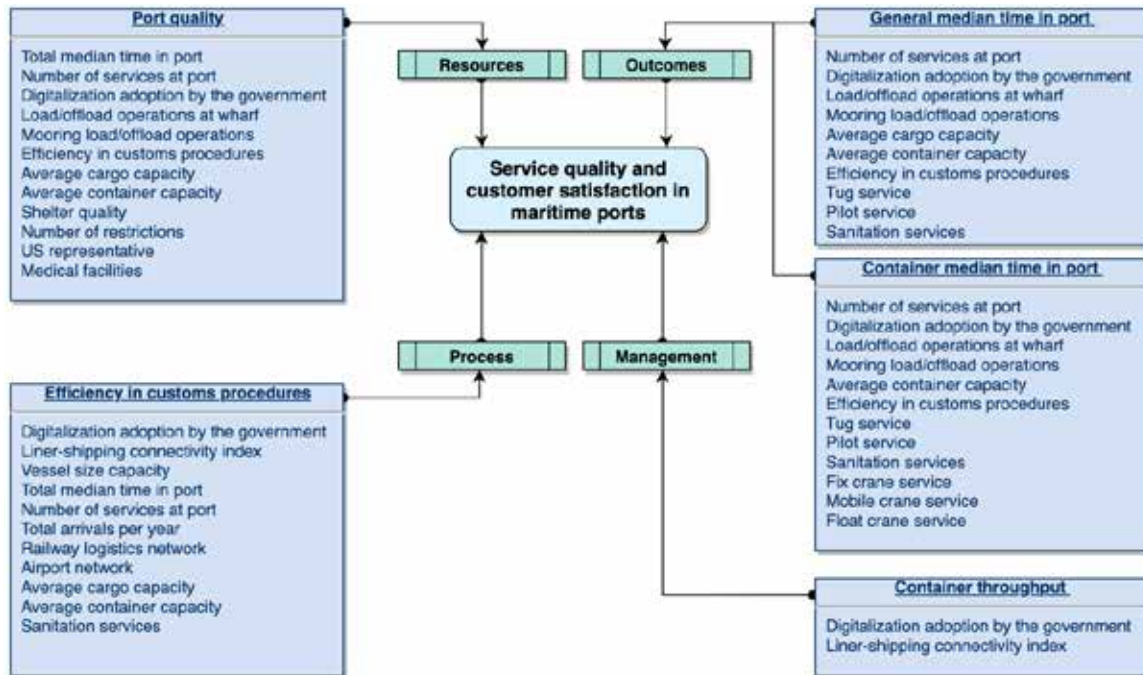 Port quality
Total median time in port
Number of services at port
Digitalization adoption by the government
Load/offload operations at wharf
Mooring load/offload operations
Efficiency in customs procedures
Average cargo capacity
Average container capacity
Shelter quality
Number of restrictions
US representative
Medical facilities
Resources
Outcomes
Service quality and
customer satisfaction in
maritime ports
Process
Management
General median time in port
Number of services at port
Digitalization adoption by the government
Load/offload operations at wharf
Mooring load/offload operations
Average cargo capacity
Average container capacity
Efficiency in customs procedures
Tug service
Pilot service
Sanitation services
Container median time in port
Number of services at port
Digitalization adoption by the government
Load/offload operations at wharf
Mooring load/offload operations
Average container capacity
Efficiency in customs procedures
Tug service
Pilot service
Sanitation services
Fix crane service
Mobile crane service
Float crane service
Efficiency in customs procedures
Digitalization adoption by the government
Liner-shipping connectivity index
Vessel size capacity
Total median time in port
Number of services at port
Total arrivals per year
Railway logistics network
Airport network
Average cargo capacity
Average container capacity
Sanitation services
Container throughput
Digitalization adoption by the government
Liner-shipping connectivity index